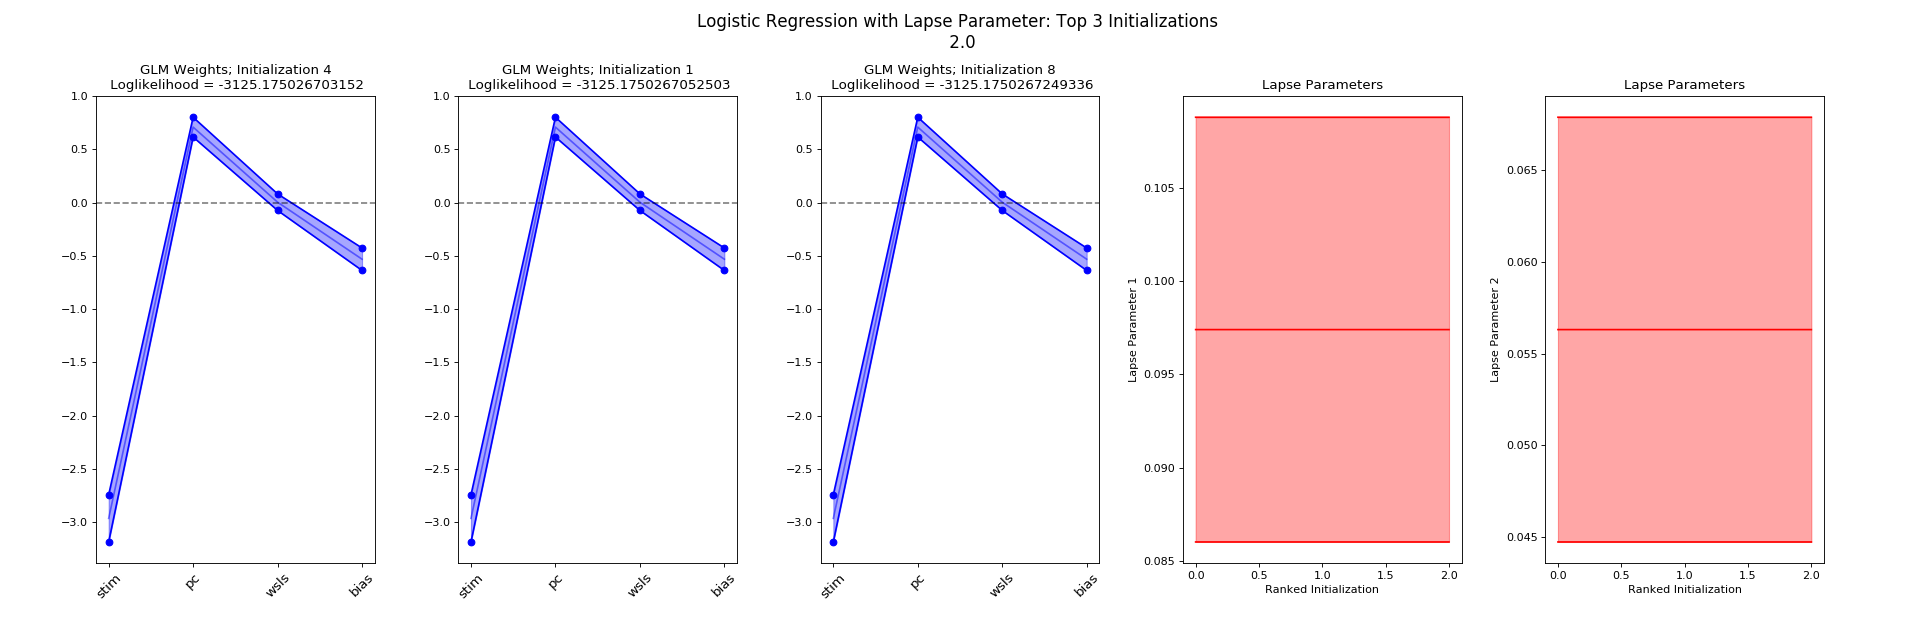 Logistic Regression with Lapse Parameter: Top 3 Initializations
2.0
GLM Weights; Initialization 4
Loglikelihood = -3125.175026703152
1.0
0.5
0.0
−0.5
−1.0
−1.5
−2.0
−2.5
−3.0
stim
pc
wsls
bias
GLM Weights; Initialization 1
Loglikelihood = -3125.1750267052503
1.0
0.5
0.0
−0.5
−1.0
−1.5
−2.0
−2.5
−3.0
stim
pc
wsls
bias
GLM Weights; Initialization 8
Loglikelihood = -3125.1750267249336
1.0
0.5
0.0
−0.5
−1.0
−1.5
−2.0
−2.5
−3.0
stim
pc
wsls
bias
Lapse Parameters
Lapse Parameter 1
0.105
0.100
0.095
0.090
0.085
0.0
0.5
1.0
1.5
2.0
Ranked Initialization
Lapse Parameters
Lapse Parameter 2
0.065
0.060
0.055
0.050
0.045
0.0
0.5
1.0
1.5
2.0
Ranked Initialization